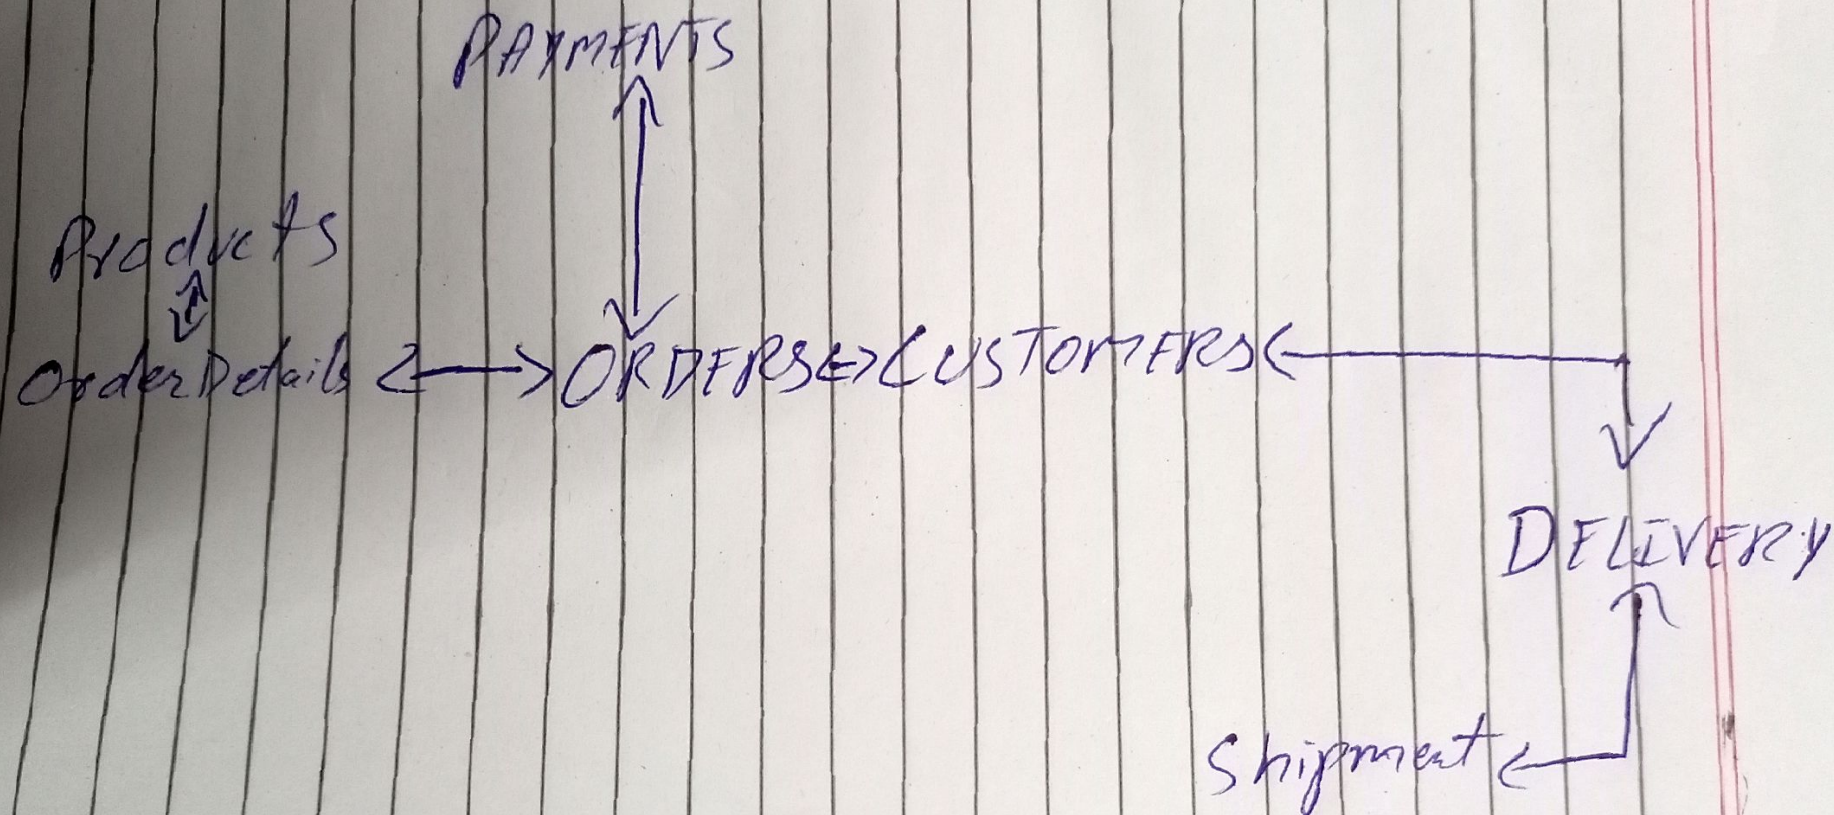 PAYMENTS
Products
OrderDetails <-> ORDERS <-> CUSTOMERS
DELIVERY
Shipment